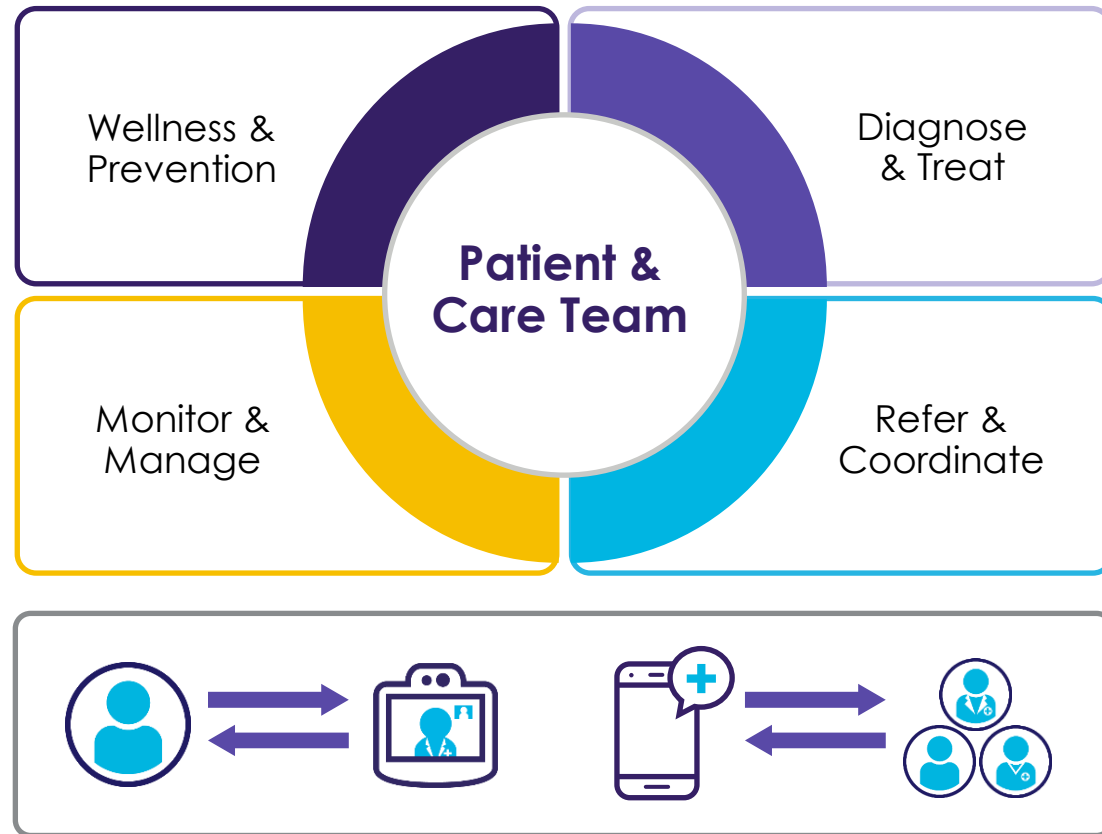 Wellness &
Prevention
Diagnose
& Treat
Patient &
Care Team
Monitor &
Manage
Refer &
Coordinate